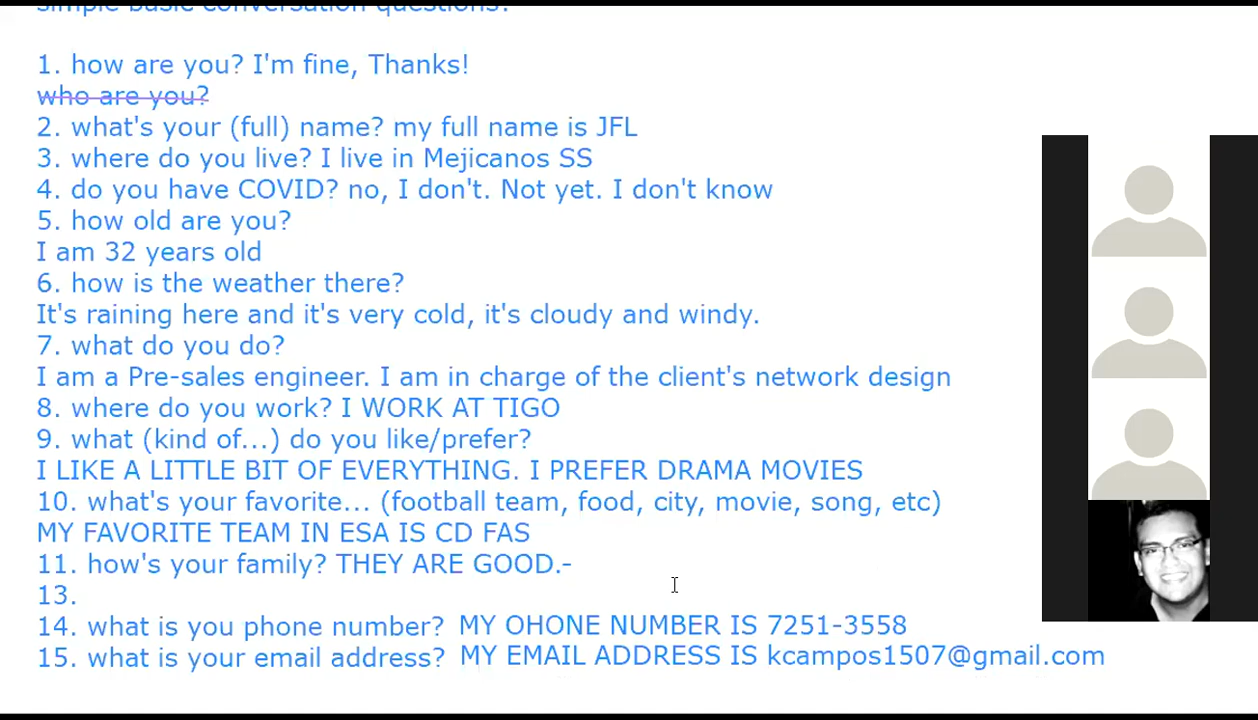 simple basic conversation questions!
1. how are you? I'm fine, Thanks!
who are you?
2. what's your (full) name? my full name is JFL
3. where do you live? I live in Mejicanos SS
4. do you have COVID? no, I don't. Not yet. I don't know
5. how old are you?
I am 32 years old
6. how is the weather there?
It's raining here and it's very cold, it's cloudy and windy.
7. what do you do?
I am a Pre-sales engineer. I am in charge of the client's network design
8. where do you work? I WORK AT TIGO
9. what (kind of...) do you like/prefer?
I LIKE A LITTLE BIT OF EVERYTHING. I PREFER DRAMA MOVIES
10. what's your favorite... (football team, food, city, movie, song, etc)
MY FAVORITE TEAM IN ESA IS CD FAS
11. how's your family? THEY ARE GOOD.-
13.
14. what is you phone number? MY OHONE NUMBER IS 7251-3558
15. what is your email address? MY EMAIL ADDRESS IS kcampos1507@gmail.com